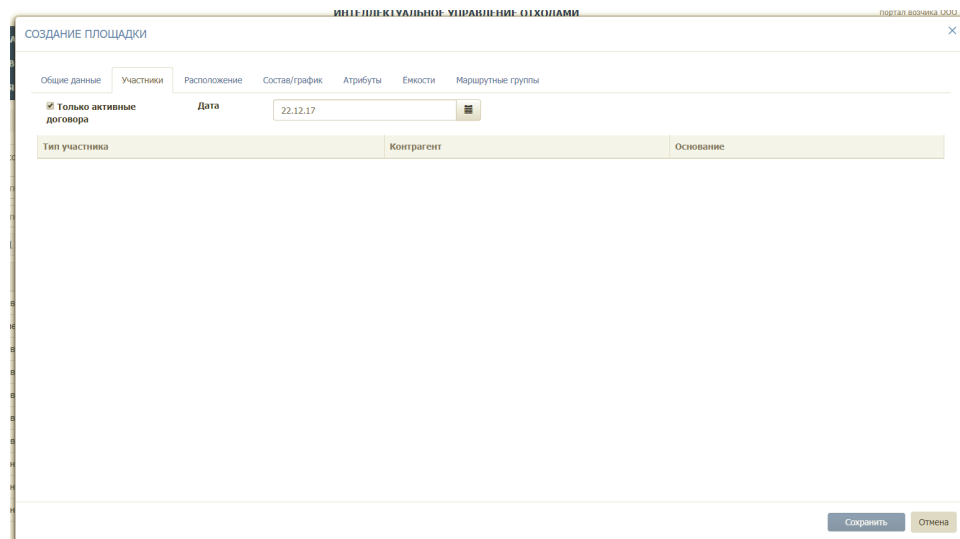 ИНТЕЛЛЕКТУАЛЬНОЕ УПРАВЛЕНИЕ ОТХОДАМИ
портал возчика ООО
СОЗДАНИЕ ПЛОЩАДКИ
Общие данные Участники Расположение Состав/график Атрибуты Емкости Маршрутные группы
Только активные договора
Дата
22.12.17
Тип участника Контрагент Основание
Сохранить Отмена